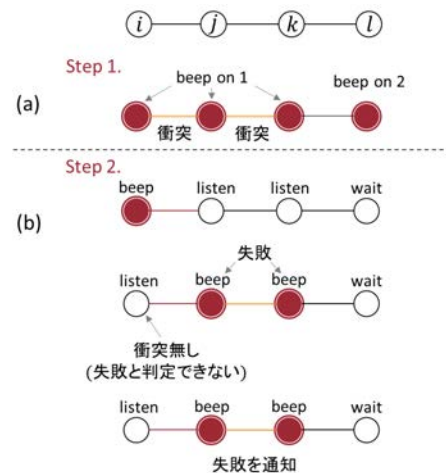 i j k l
Step 1.
beep on 1
beep on 2
(a)
衝突 衝突
Step 2.
beep listen listen wait
(b)
失敗
listen beep beep wait
衝突無し
(失敗と判定できない)
listen beep beep wait
失敗を通知